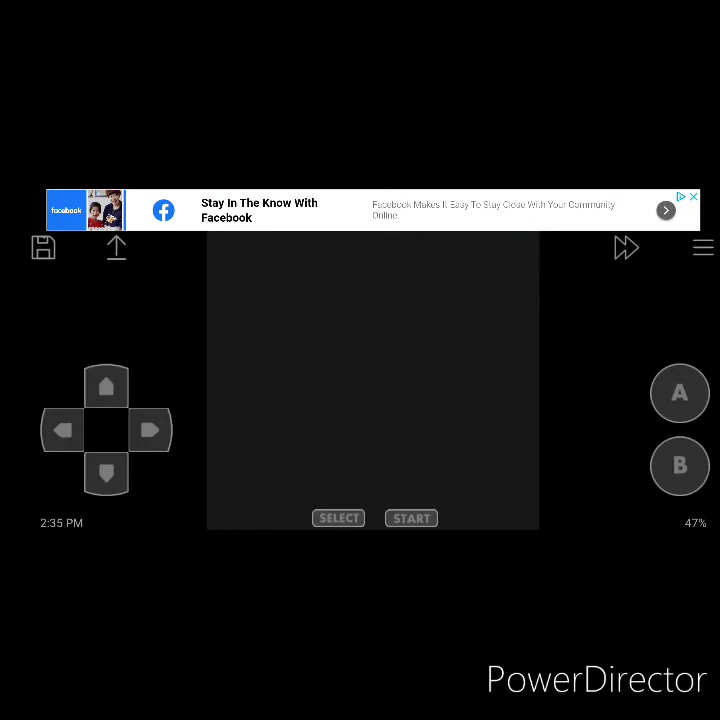 facebook
Stay In The Know With
Facebook
Facebook Makes It Easy To Stay Close With Your Community
Online.
A
B
SELECT
START
2:35 PM
47%
PowerDirector